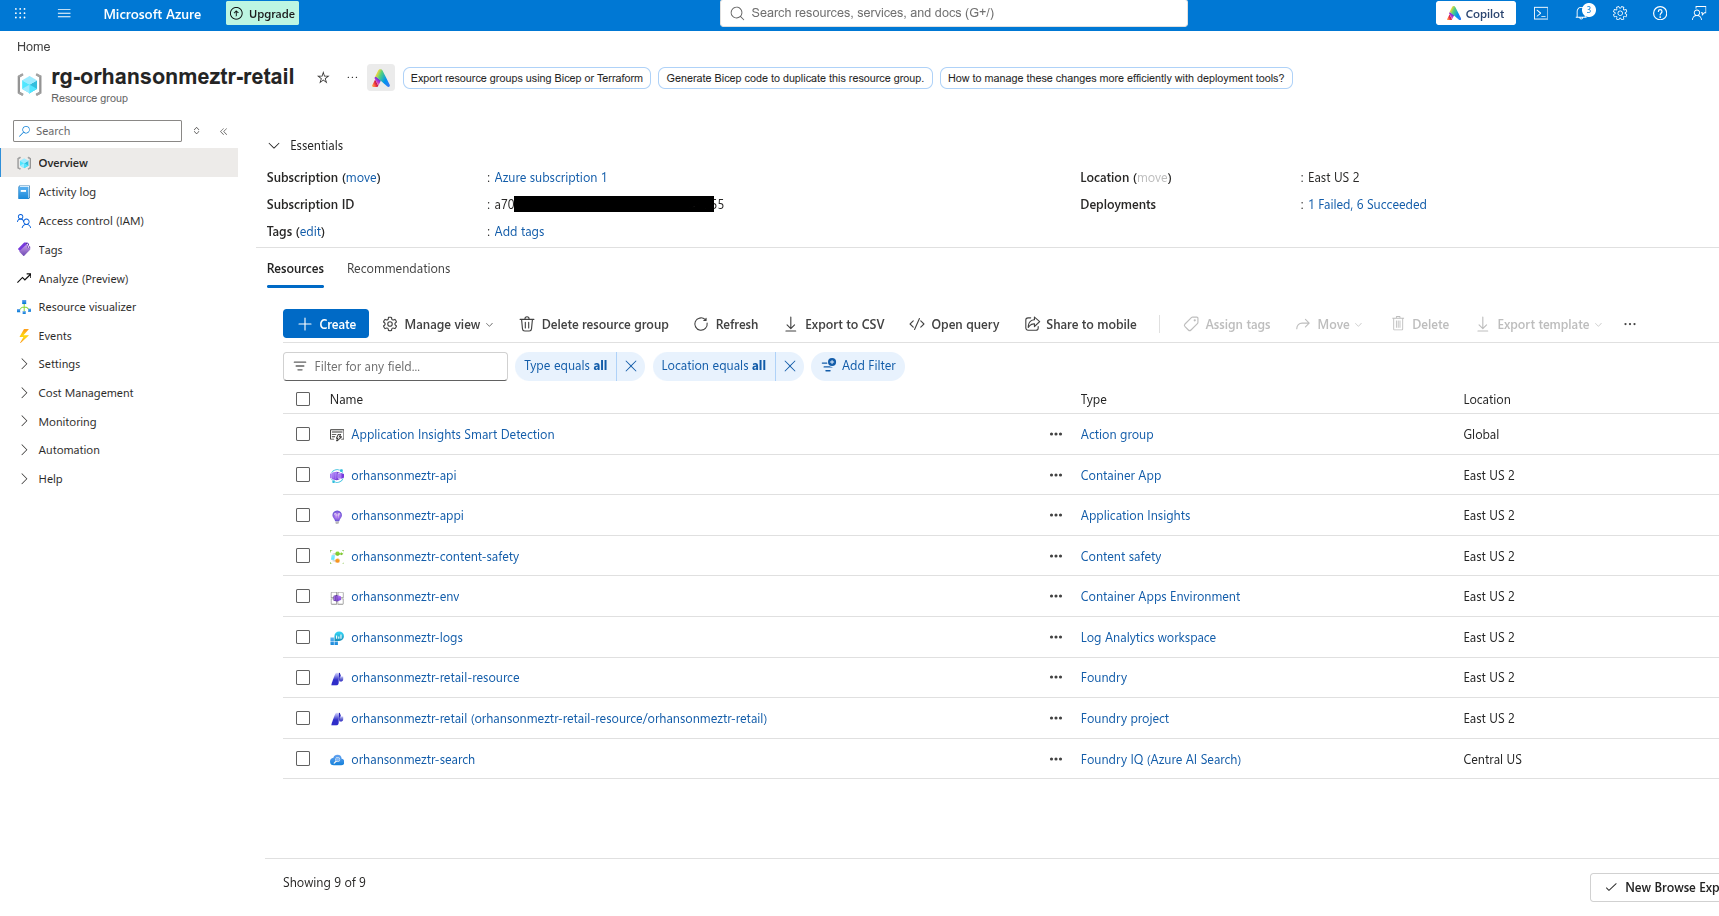 Microsoft Azure
Upgrade
Search resources, services, and docs (G+/)
Copilot
3
Home
rg-orhansonmeztr-retail
Resource group
Export resource groups using Bicep or Terraform
Generate Bicep code to duplicate this resource group.
How to manage these changes more efficiently with deployment tools?
Search
Overview
Activity log
Access control (IAM)
Tags
Analyze (Preview)
Resource visualizer
Events
Settings
Cost Management
Monitoring
Automation
Help
Essentials
Subscription (move) : Azure subscription 1
Subscription ID : a70 55
Tags (edit) : Add tags
Location (move) : East US 2
Deployments : 1 Failed, 6 Succeeded
Resources Recommendations
Create Manage view Delete resource group Refresh Export to CSV Open query Share to mobile Assign tags Move Delete Export template
Filter for any field... Type equals all Location equals all Add Filter
Name Type Location
Application Insights Smart Detection Action group Global
orhansonmeztr-api Container App East US 2
orhansonmeztr-appi Application Insights East US 2
orhansonmeztr-content-safety Content safety East US 2
orhansonmeztr-env Container Apps Environment East US 2
orhansonmeztr-logs Log Analytics workspace East US 2
orhansonmeztr-retail-resource Foundry East US 2
orhansonmeztr-retail (orhansonmeztr-retail-resource/orhansonmeztr-retail) Foundry project East US 2
orhansonmeztr-search Foundry IQ (Azure AI Search) Central US
Showing 9 of 9
New Browse Exp